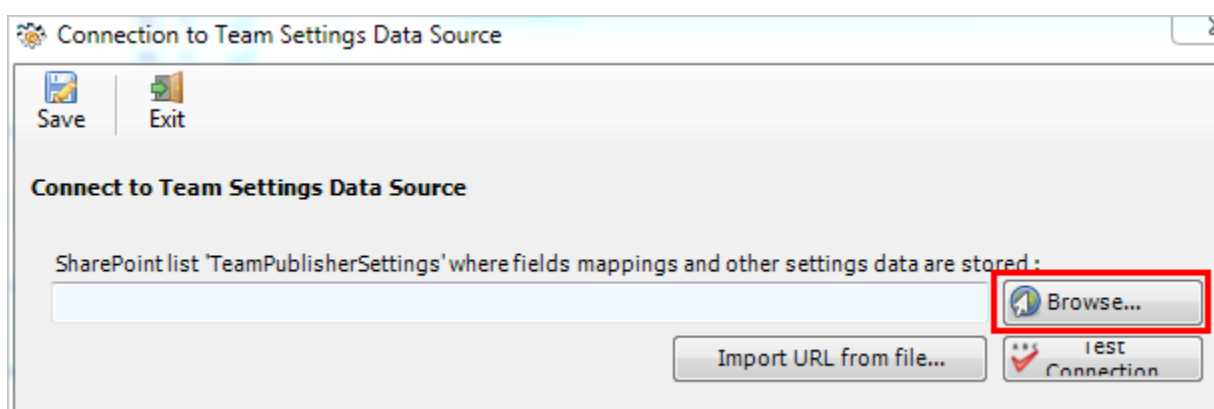 Connection to Team Settings Data Source
Save Exit
Connect to Team Settings Data Source
SharePoint list 'TeamPublisherSettings' where fields mappings and other settings data are stored :
Browse...
Import URL from file... Test
Connection